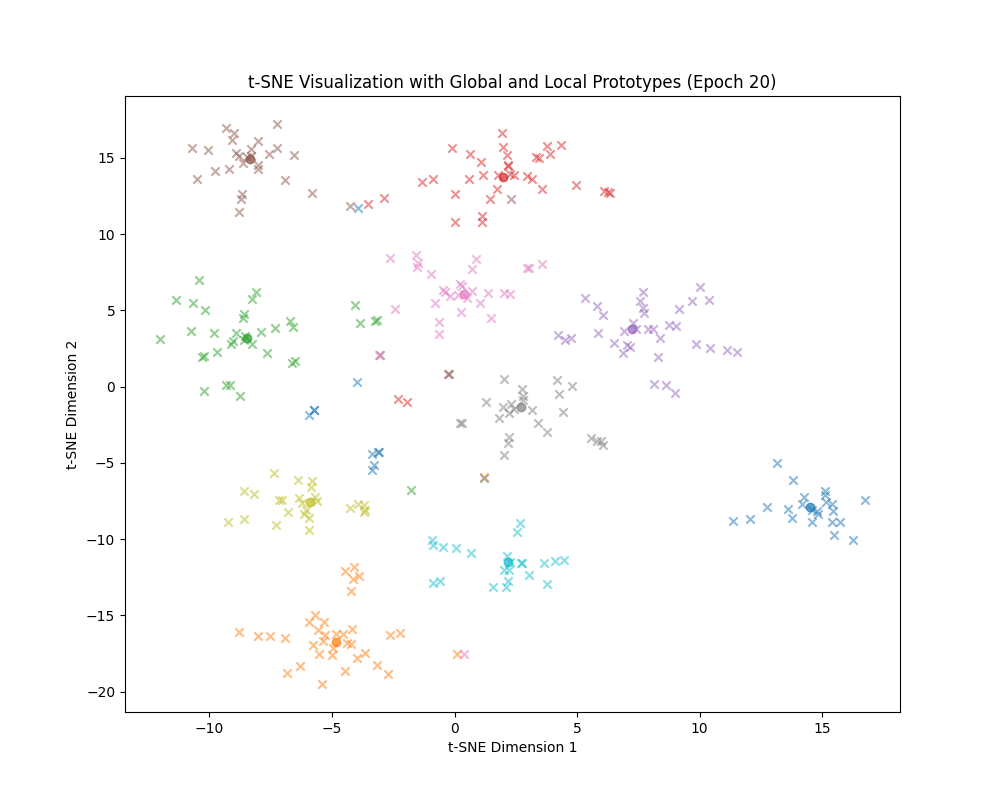 t-SNE Visualization with Global and Local Prototypes (Epoch 20)
15
10
5
0
−5
−10
−15
−20
t-SNE Dimension 2
−10 −5 0 5 10 15
t-SNE Dimension 1